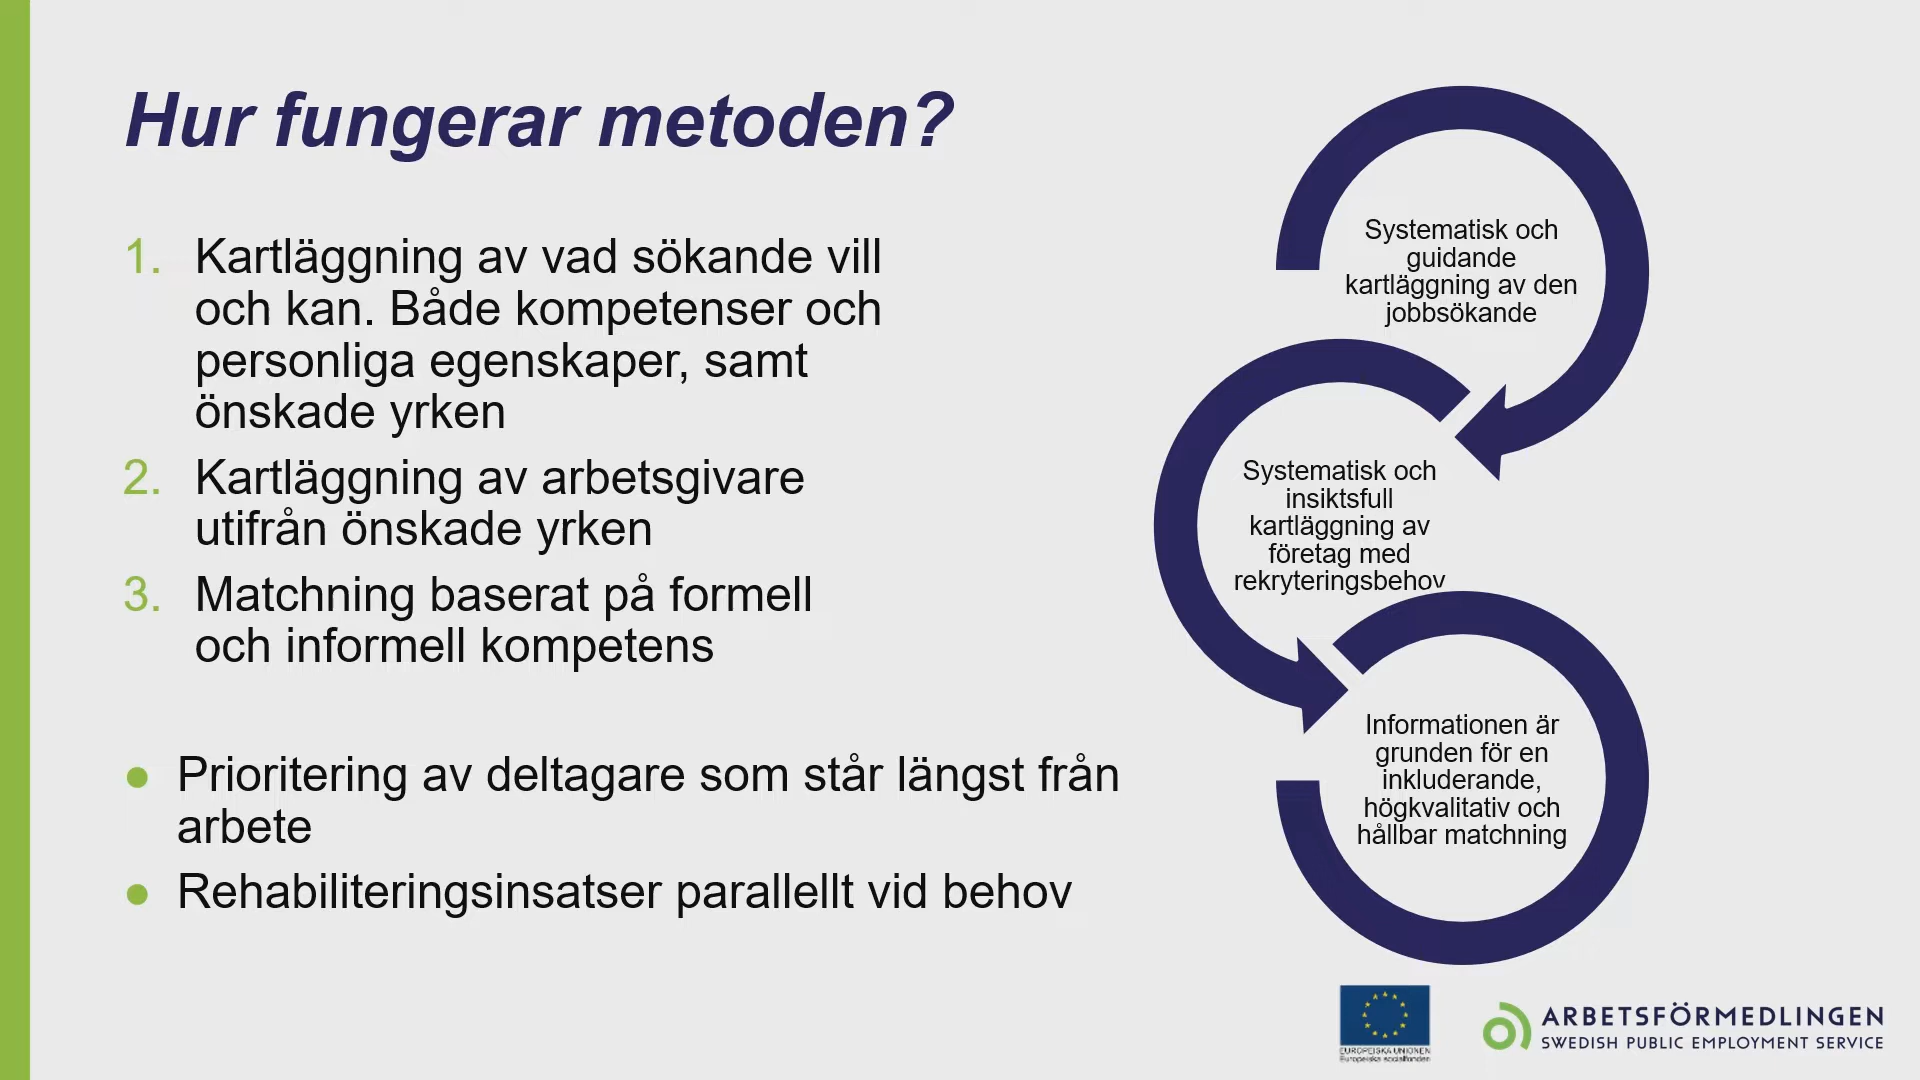 Hur fungerar metoden?
1. Kartläggning av vad sökande vill
och kan. Både kompetenser och
personliga egenskaper, samt
önskade yrken
2. Kartläggning av arbetsgivare
utifrån önskade yrken
3. Matchning baserat på formell
och informell kompetens
● Prioritering av deltagare som står längst från
arbete
● Rehabiliteringsinsatser parallellt vid behov
Systematisk och
guidande
kartläggning av den
jobbsökande
Systematisk och
insiktsfull
kartläggning av
företag med
rekryteringsbehov
Informationen är
grunden för en
inkluderande,
högkvalitativ och
hållbar matchning
EUROPEISKA UNIONEN
Europeiska socialfonden
ARBETSFÖRMEDLINGEN
SWEDISH PUBLIC EMPLOYMENT SERVICE